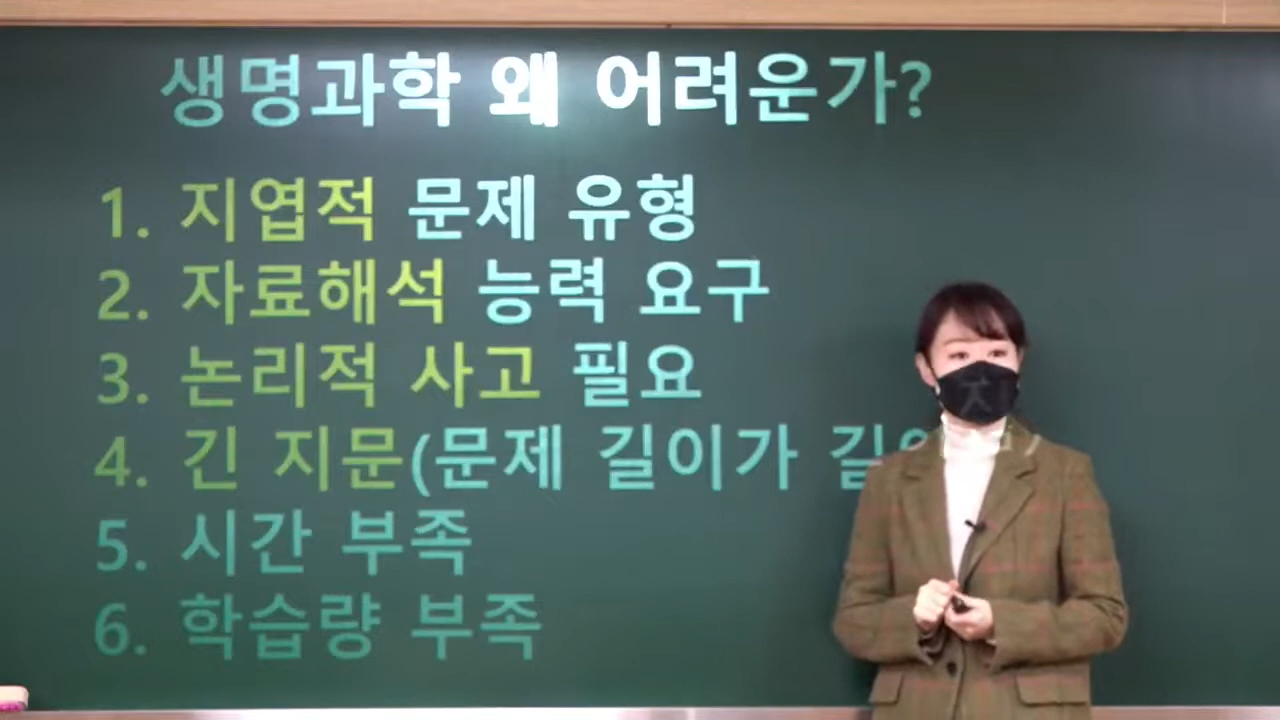 생명과학 왜 어려운가?
1. 지엽적 문제 유형
2. 자료해석 능력 요구
3. 논리적 사고 필요
4. 긴 지문(문제 길이가
5. 시간 부족
6. 학습량 부족